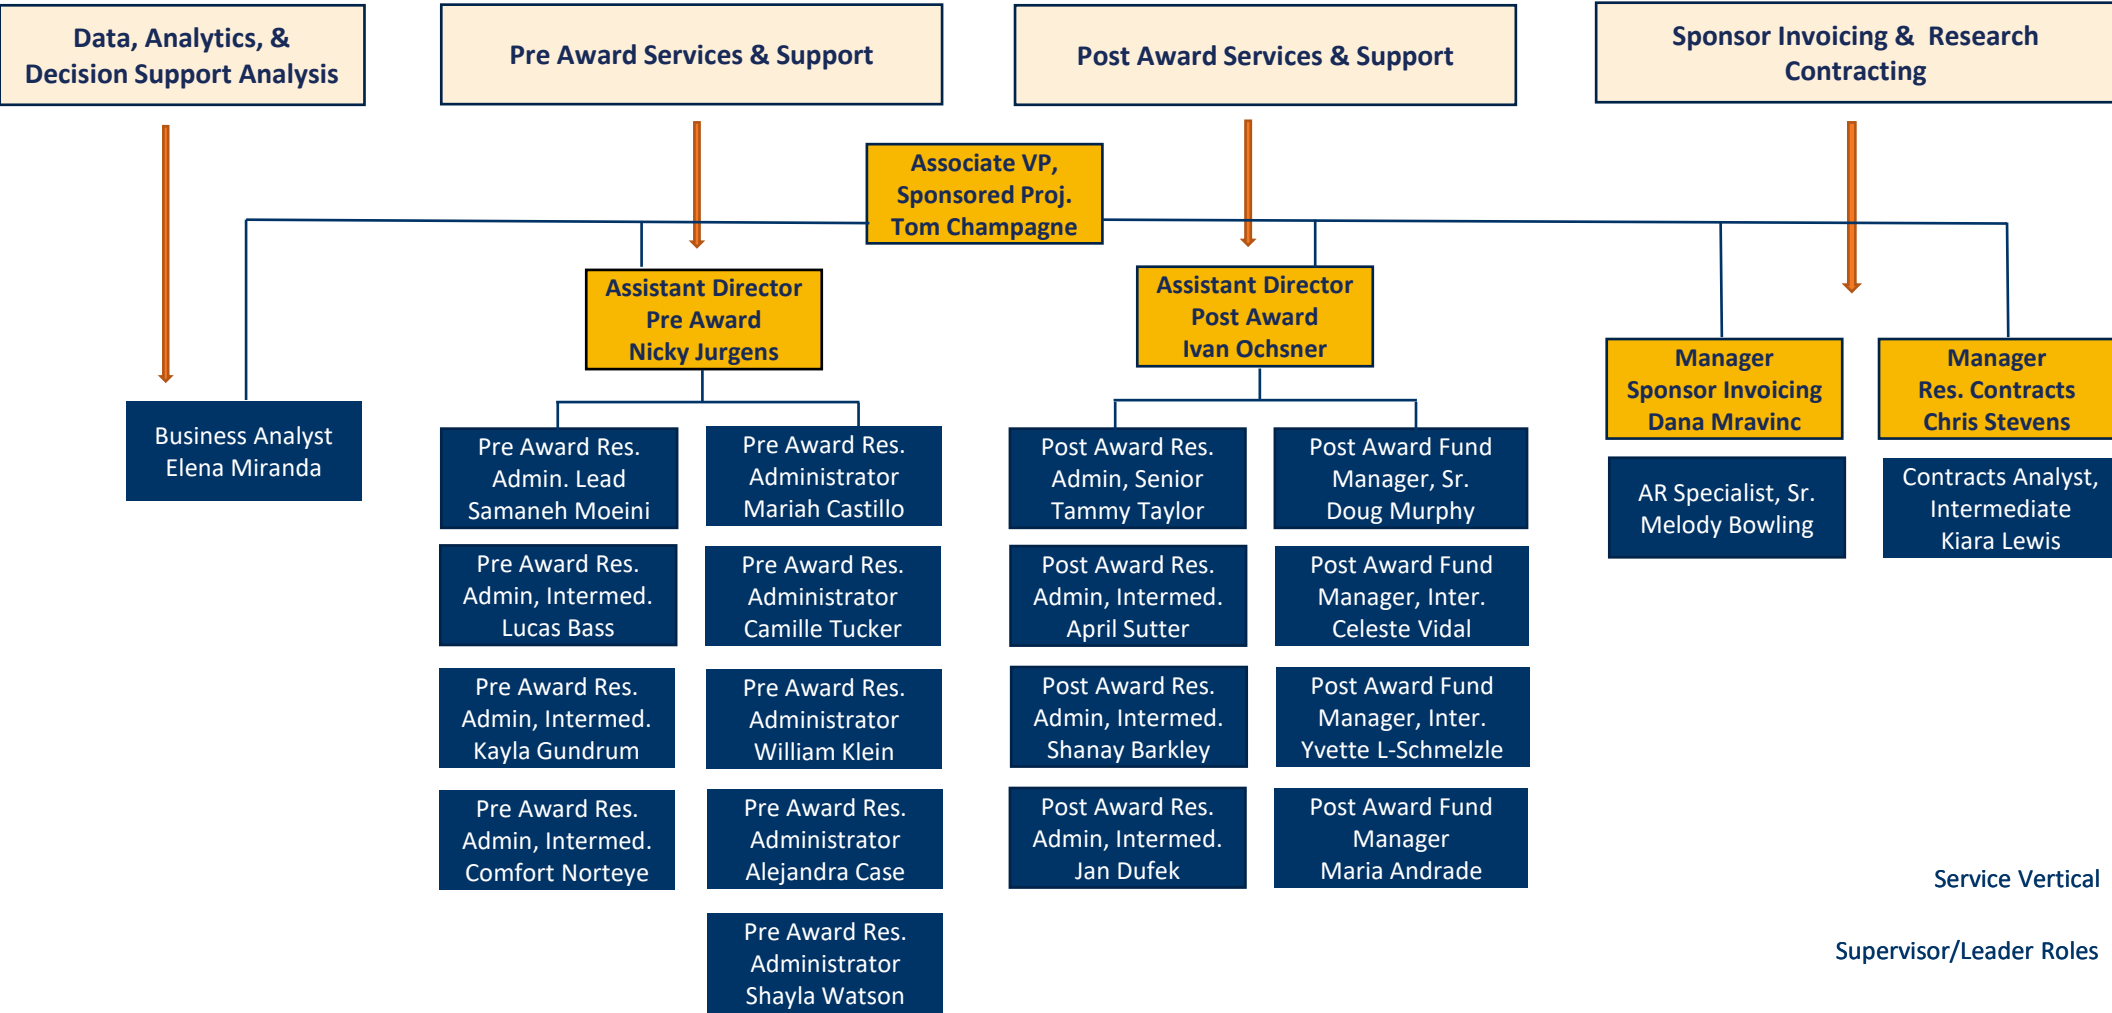 Data, Analytics, &
Decision Support Analysis
Pre Award Services & Support
Post Award Services & Support
Sponsor Invoicing & Research
Contracting
Associate VP,
Sponsored Proj.
Tom Champagne
Assistant Director
Pre Award
Nicky Jurgens
Assistant Director
Post Award
Ivan Ochsner
Manager
Sponsor Invoicing
Dana Mravinc
Manager
Res. Contracts
Chris Stevens
Business Analyst
Elena Miranda
Pre Award Res.
Admin. Lead
Samaneh Moeini
Pre Award Res.
Administrator
Mariah Castillo
Post Award Res.
Admin, Senior
Tammy Taylor
Post Award Fund
Manager, Sr.
Doug Murphy
AR Specialist, Sr.
Melody Bowling
Contracts Analyst,
Intermediate
Kiara Lewis
Pre Award Res.
Admin, Intermed.
Lucas Bass
Pre Award Res.
Administrator
Camille Tucker
Post Award Res.
Admin, Intermed.
April Sutter
Post Award Fund
Manager, Inter.
Celeste Vidal
Pre Award Res.
Admin, Intermed.
Kayla Gundrum
Pre Award Res.
Administrator
William Klein
Post Award Res.
Admin, Intermed.
Shanay Barkley
Post Award Fund
Manager, Inter.
Yvette L-Schmelzle
Pre Award Res.
Admin, Intermed.
Comfort Norteye
Pre Award Res.
Administrator
Alejandra Case
Post Award Res.
Admin, Intermed.
Jan Dufek
Post Award Fund
Manager
Maria Andrade
Pre Award Res.
Administrator
Shayla Watson
Service Vertical
Supervisor/Leader Roles